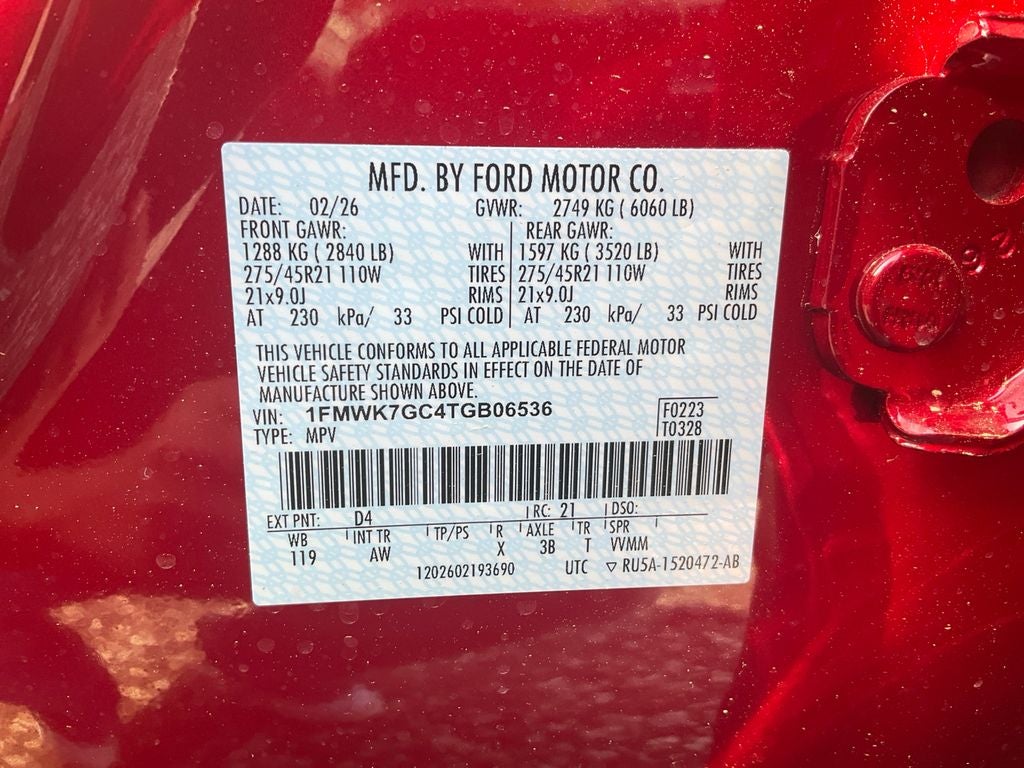 MFD. BY FORD MOTOR CO.
DATE: 02/26 GVWR: 2749 KG ( 6060 LB)
FRONT GAWR: REAR GAWR:
1288 KG ( 2840 LB) WITH 1597 KG ( 3520 LB) WITH
275/45R21 110W TIRES 275/45R21 110W TIRES
21x9.0J RIMS 21x9.0J RIMS
AT 230 kPa/ 33 PSI COLD AT 230 kPa/ 33 PSI COLD
THIS VEHICLE CONFORMS TO ALL APPLICABLE FEDERAL MOTOR
VEHICLE SAFETY STANDARDS IN EFFECT ON THE DATE OF
MANUFACTURE SHOWN ABOVE.
VIN: 1FMWK7GC4TGB06536 F0223
TYPE: MPV T0328
EXT PNT: D4 RC: 21 DSO:
WB INT TR TP/PS R AXLE TR SPR
119 AW X 3B T VVMM
1202602193690 UTC ▽ RU5A-1520472-AB